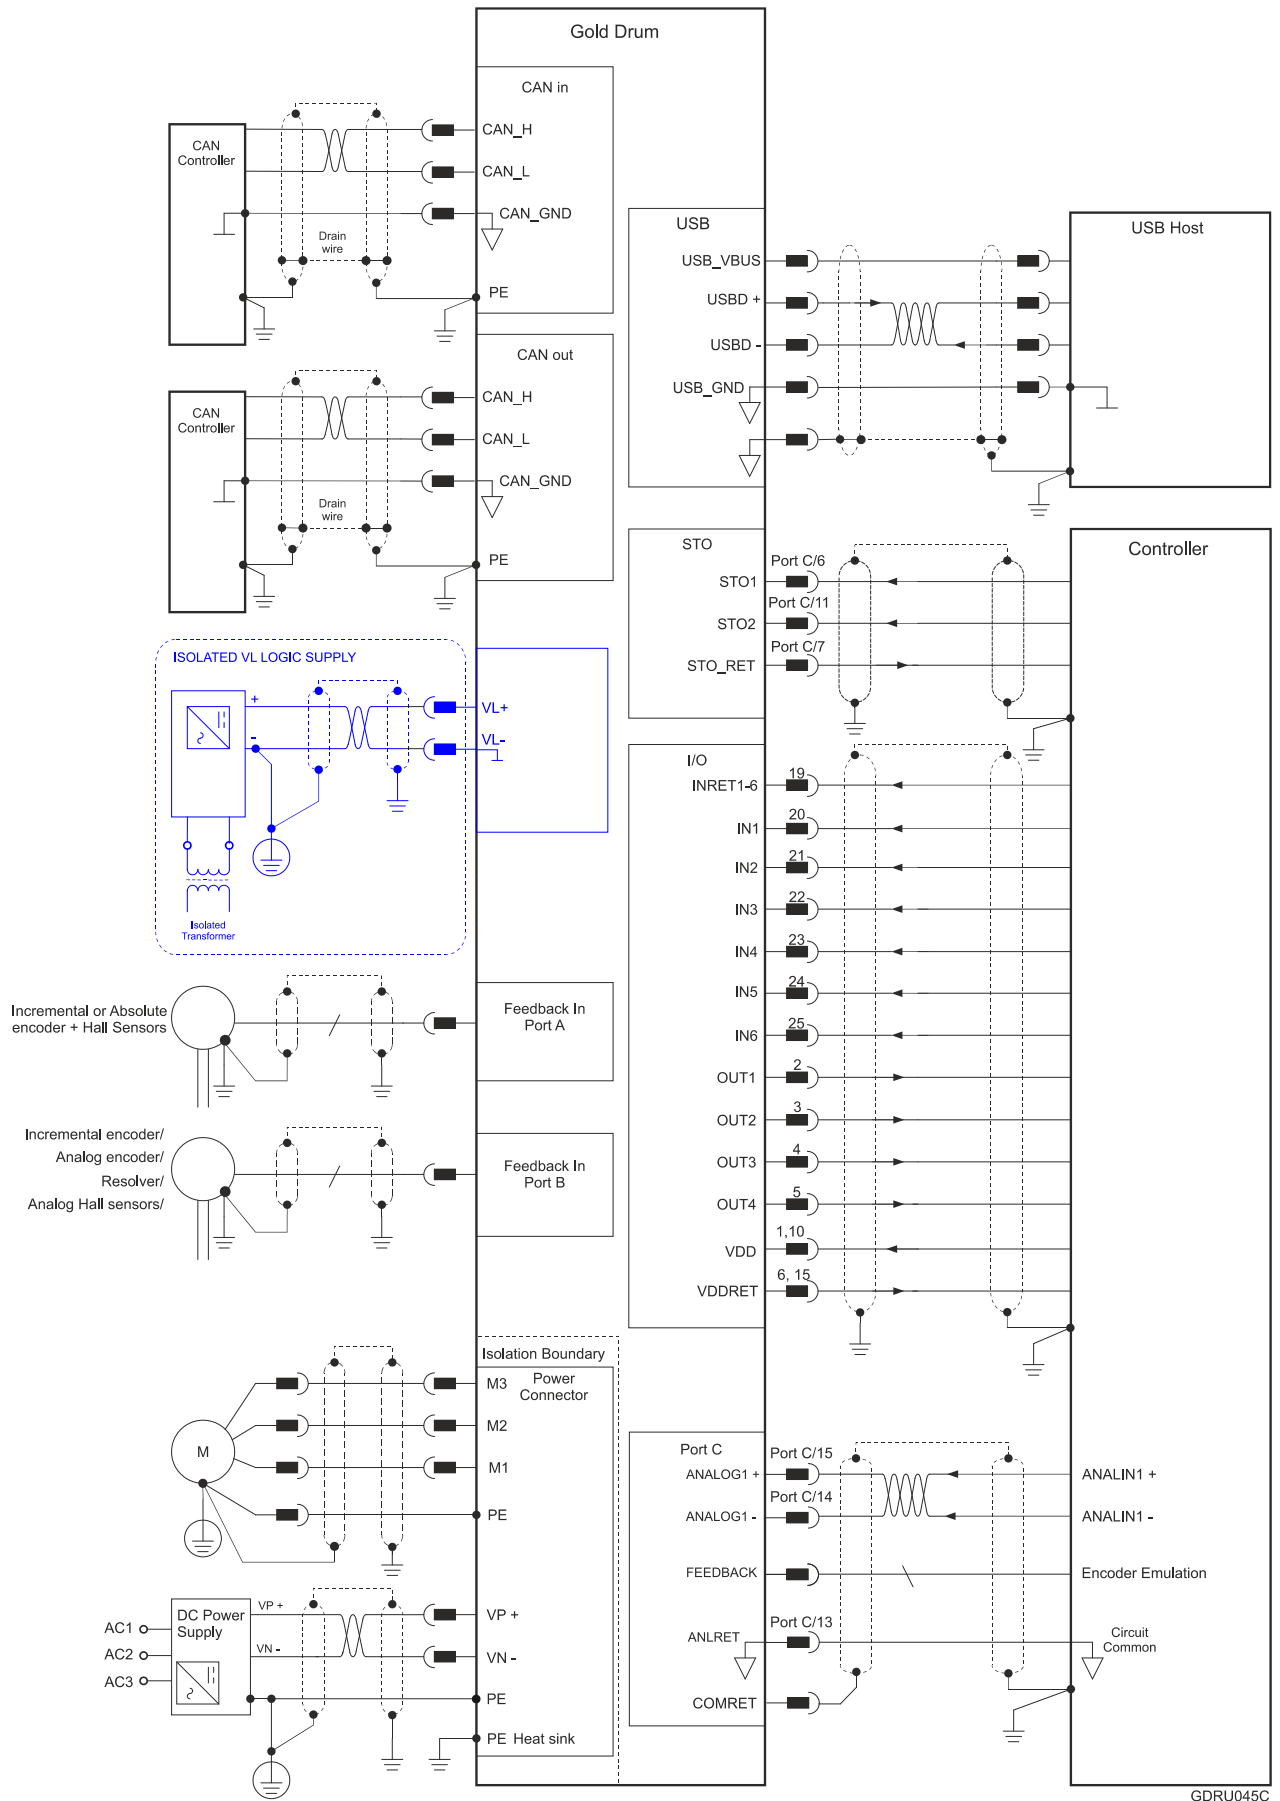 Gold Drum
CAN in
CAN
Controller
CAN_H
CAN_L
CAN_GND
Drain
wire
PE
CAN out
CAN
Controller
CAN_H
CAN_L
CAN_GND
Drain
wire
PE
ISOLATED VL LOGIC SUPPLY
+
-
VL+
VL-
Isolated
Transformer
Incremental or Absolute
encoder + Hall Sensors
Feedback In
Port A
Incremental encoder/
Analog encoder/
Resolver/
Analog Hall sensors/
Feedback In
Port B
Isolation Boundary
Power
Connector
M
M3
M2
M1
PE
AC1
AC2
AC3
DC Power
Supply
VP +
VN -
VP +
VN -
PE
PE Heat sink
USB
USB_VBUS
USBD +
USBD -
USB_GND
USB Host
STO
STO1
Port C/6
STO2
Port C/11
STO_RET
Port C/7
Controller
I/O
INRET1-6
19
IN1
20
IN2
21
IN3
22
IN4
23
IN5
24
IN6
25
OUT1
2
OUT2
3
OUT3
4
OUT4
5
VDD
1,10
VDDRET
6, 15
Port C
ANALOG1 +
Port C/15
ANALIN1 +
ANALOG1 -
Port C/14
ANALIN1 -
FEEDBACK
Encoder Emulation
ANLRET
Port C/13
Circuit
Common
COMRET
GDRU045C